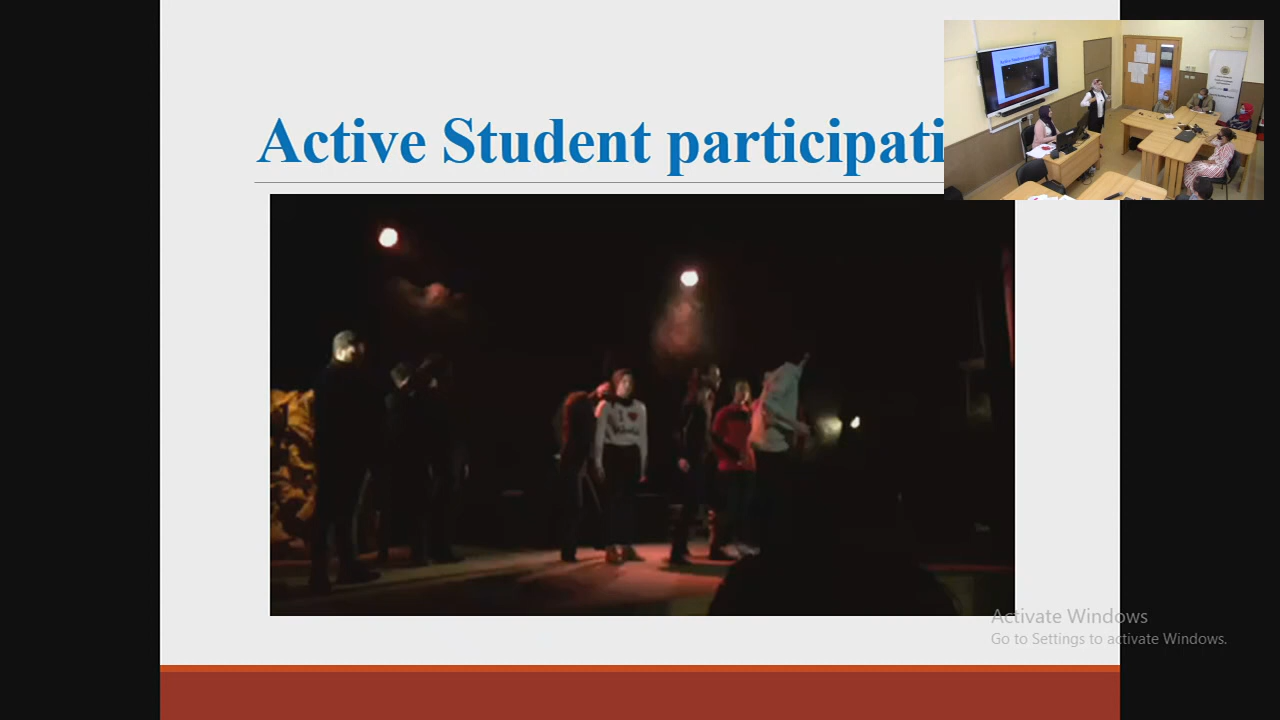 Active Student participati
Activate Windows
Go to Settings to activate Windows.